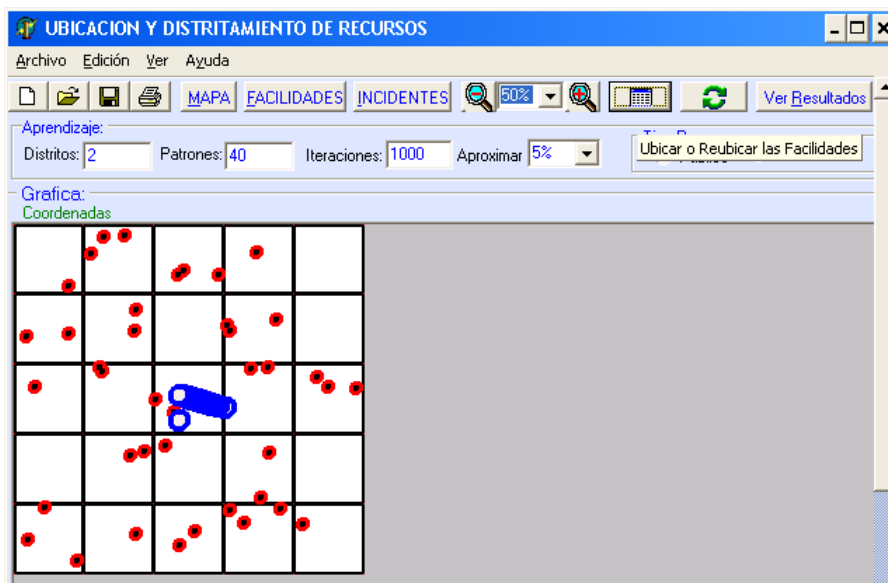 UBICACION Y DISTRITAMIENTO DE RECURSOS
Archivo Edición Ver Ayuda
MAPA FACILIDADES INCIDENTES 50% Ver Resultados
Aprendizaje:
Distritos: 2 Patrones: 40 Iteraciones: 1000 Aproximar 5%
Ubicar o Reubicar las Facilidades
Grafica:
Coordenadas